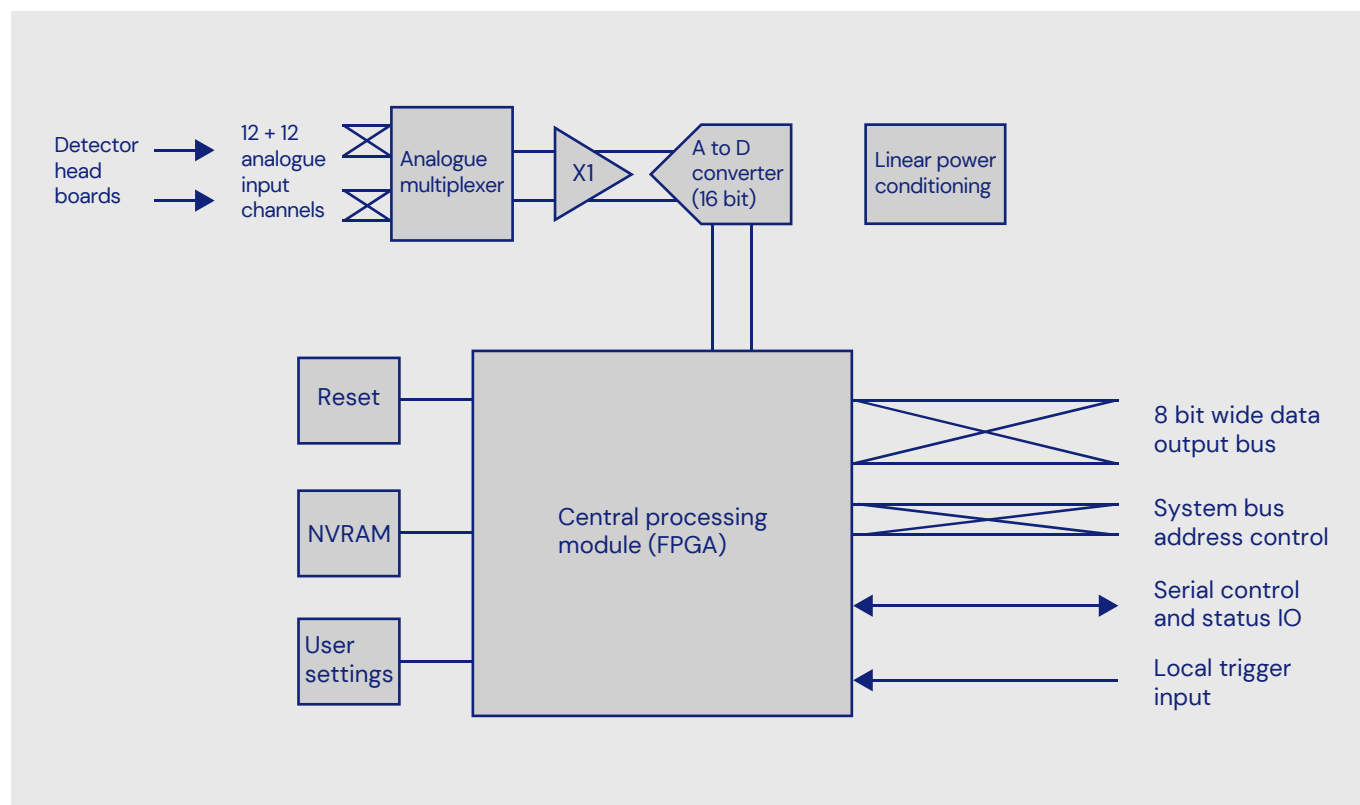 Detector
head
boards
12 + 12
analogue
input
channels
Analogue
multiplexer
X1
A to D
converter
(16 bit)
Linear power
conditioning
Reset
NVRAM
User
settings
Central processing
module (FPGA)
8 bit wide data
output bus
System bus
address control
Serial control
and status IO
Local trigger
input